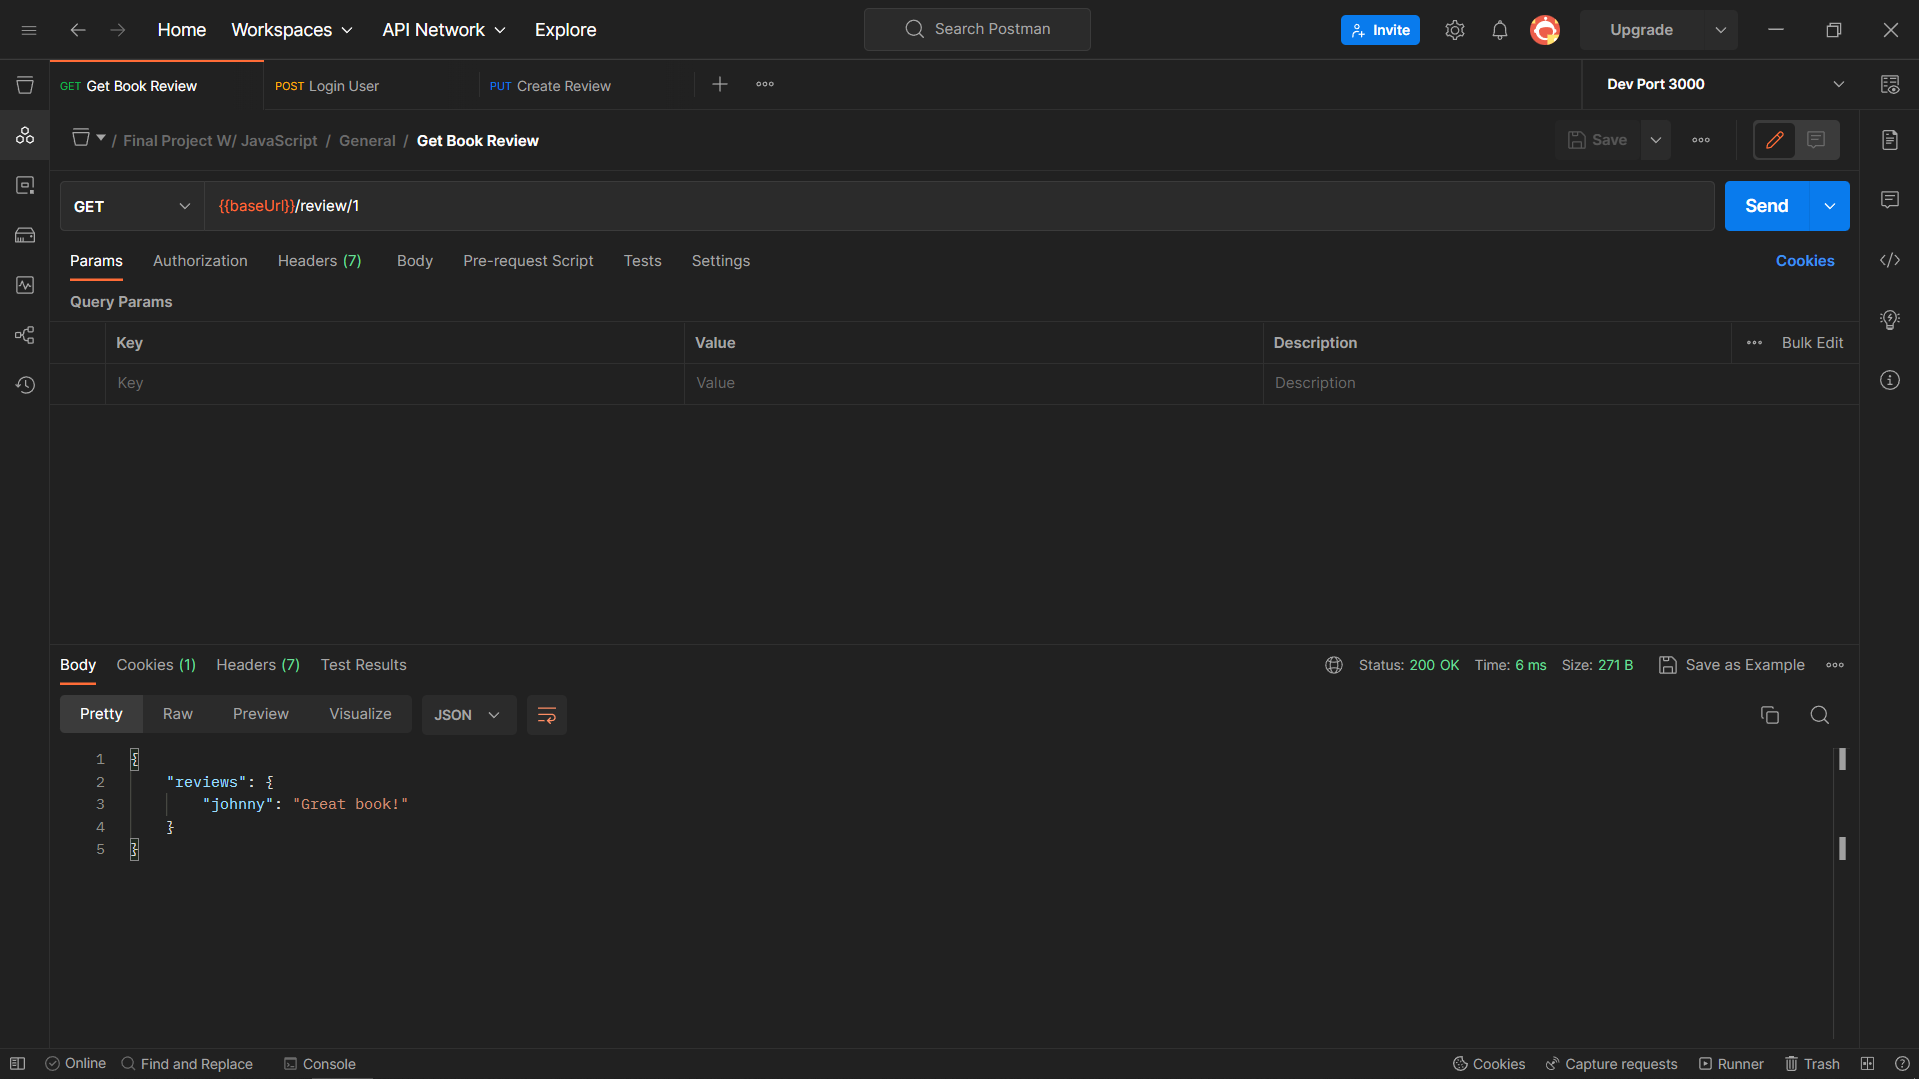 Home Workspaces API Network Explore Search Postman Invite Upgrade
GET Get Book Review POST Login User PUT Create Review Dev Port 3000
/ Final Project W/ JavaScript / General / Get Book Review Save
GET {{baseUrl}}/review/1 Send
Params Authorization Headers (7) Body Pre-request Script Tests Settings Cookies
Query Params
Key Value Description Bulk Edit
Key Value Description
Body Cookies (1) Headers (7) Test Results Status: 200 OK Time: 6 ms Size: 271 B Save as Example
Pretty Raw Preview Visualize JSON
1 {
2 "reviews": {
3 "johnny": "Great book!"
4 }
5 }
Online Find and Replace Console Cookies Capture requests Runner Trash